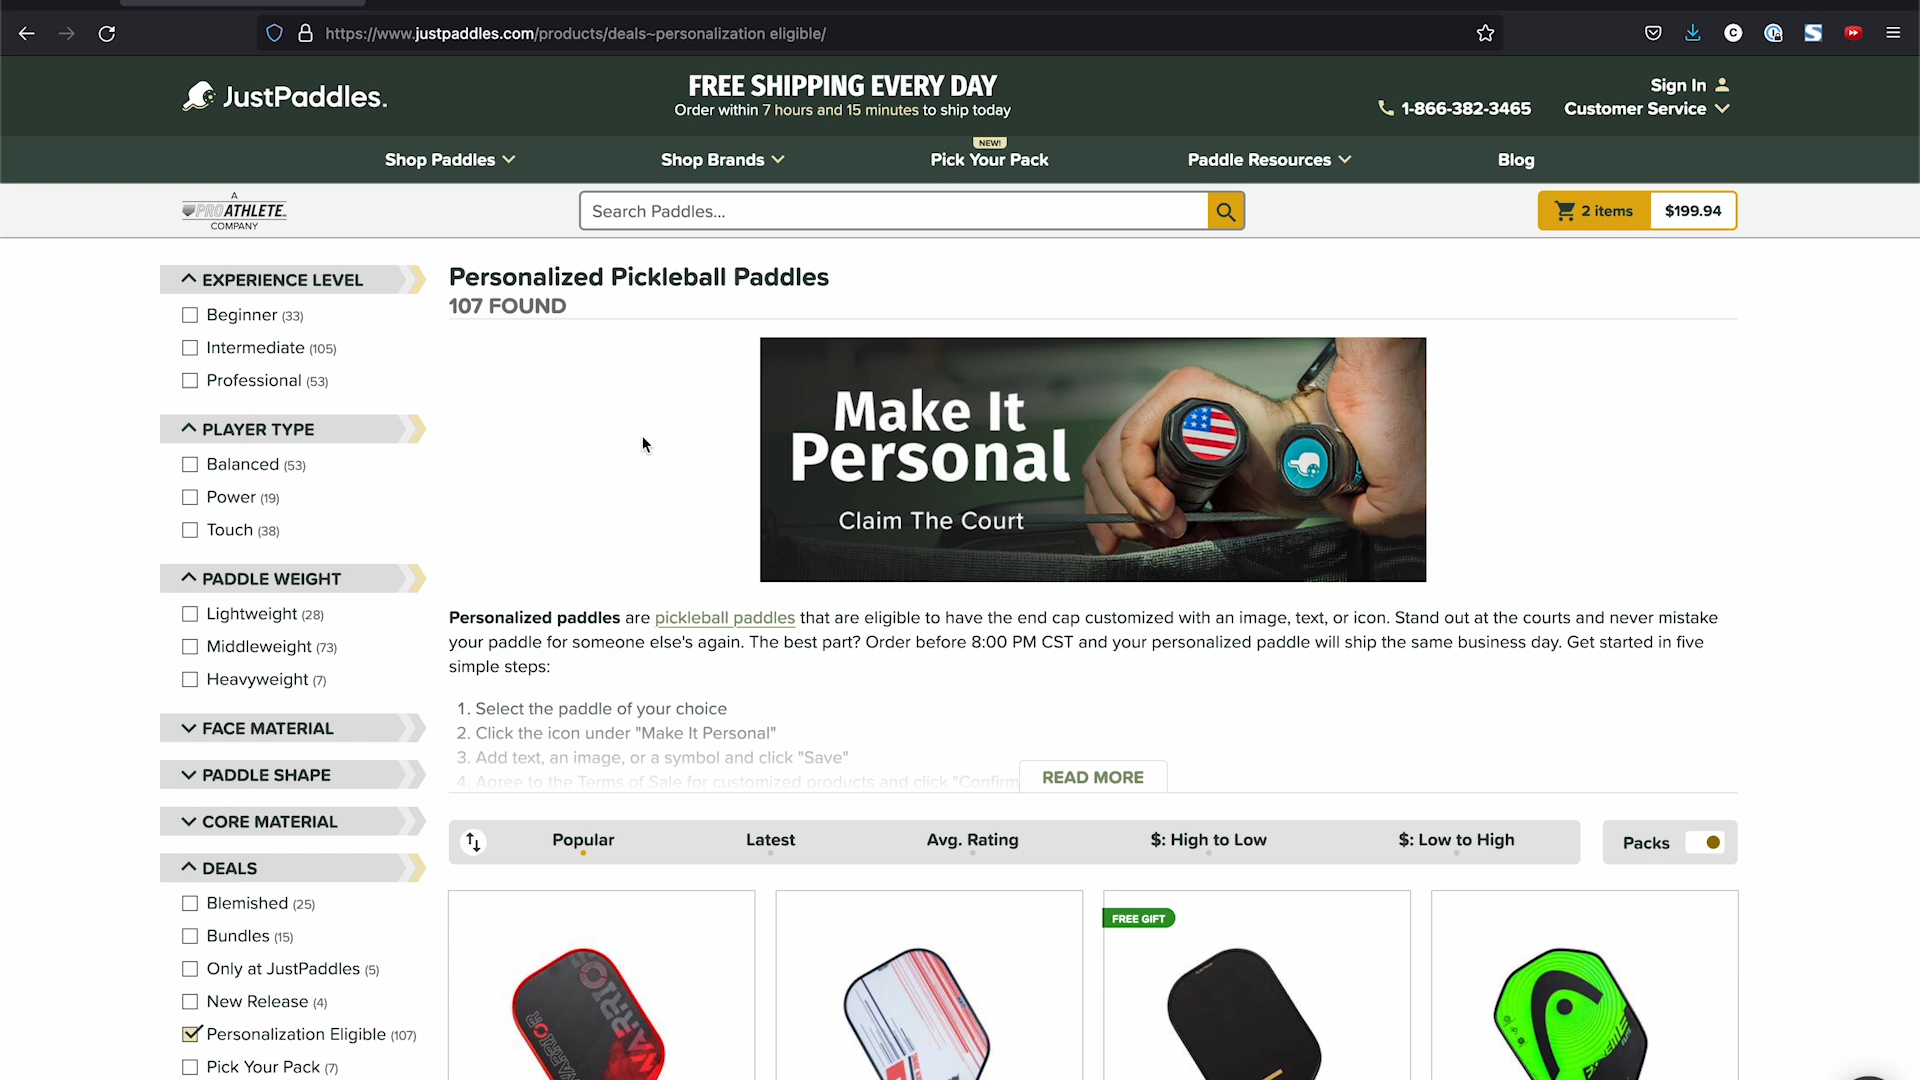 https://www.justpaddles.com/products/deals~personalization eligible/
JustPaddles.
FREE SHIPPING EVERY DAY
Order within 7 hours and 15 minutes to ship today
Sign In
1-866-382-3465
Customer Service
Shop Paddles
Shop Brands
NEW!
Pick Your Pack
Paddle Resources
Blog
A
PROATHLETE
COMPANY
Search Paddles...
2 items
$199.94
EXPERIENCE LEVEL
Beginner (33)
Intermediate (105)
Professional (53)
PLAYER TYPE
Balanced (53)
Power (19)
Touch (38)
PADDLE WEIGHT
Lightweight (28)
Middleweight (73)
Heavyweight (7)
FACE MATERIAL
PADDLE SHAPE
CORE MATERIAL
DEALS
Blemished (25)
Bundles (15)
Only at JustPaddles (5)
New Release (4)
Personalization Eligible (107)
Pick Your Pack (7)
Personalized Pickleball Paddles
107 FOUND
Make It
Personal
Claim The Court
Personalized paddles are pickleball paddles that are eligible to have the end cap customized with an image, text, or icon. Stand out at the courts and never mistake
your paddle for someone else's again. The best part? Order before 8:00 PM CST and your personalized paddle will ship the same business day. Get started in five
simple steps:
1. Select the paddle of your choice
2. Click the icon under "Make It Personal"
3. Add text, an image, or a symbol and click "Save"
4. Agree to the Terms of Sale for customized products and click "Confirm
READ MORE
Popular
Latest
Avg. Rating
$: High to Low
$: Low to High
Packs
FREE GIFT
WARRIOR
WARRIOR